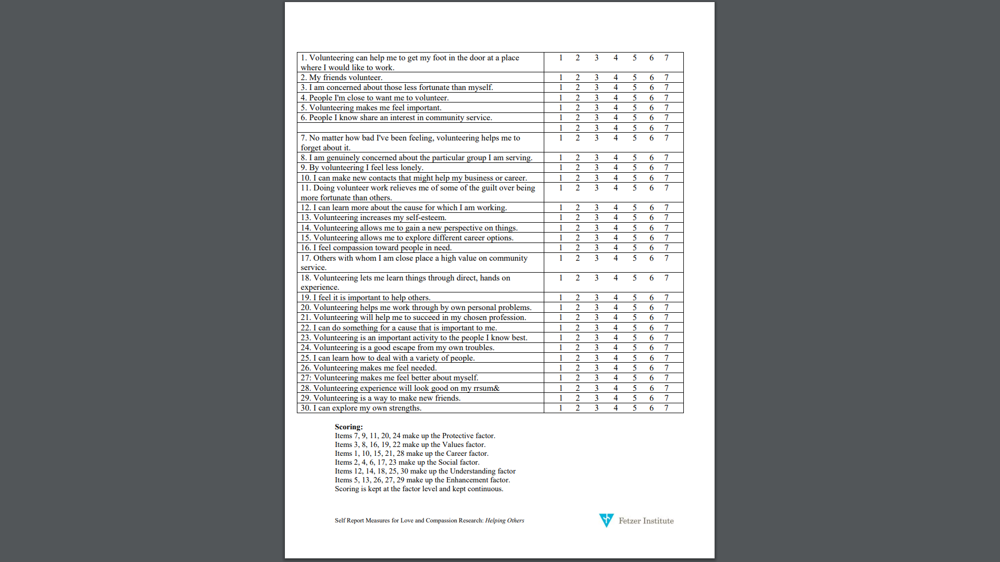 1. Volunteering can help me to get my foot in the door at a place 1 2 3 4 5 6 7
where I would like to work.
2. My friends volunteer. 1 2 3 4 5 6 7
3. I am concerned about those less fortunate than myself. 1 2 3 4 5 6 7
4. People I'm close to want me to volunteer. 1 2 3 4 5 6 7
5. Volunteering makes me feel important. 1 2 3 4 5 6 7
6. People I know share an interest in community service. 1 2 3 4 5 6 7
1 2 3 4 5 6 7
7. No matter how bad I've been feeling, volunteering helps me to 1 2 3 4 5 6 7
forget about it.
8. I am genuinely concerned about the particular group I am serving. 1 2 3 4 5 6 7
9. By volunteering I feel less lonely. 1 2 3 4 5 6 7
10. I can make new contacts that might help my business or career. 1 2 3 4 5 6 7
11. Doing volunteer work relieves me of some of the guilt over being 1 2 3 4 5 6 7
more fortunate than others.
12. I can learn more about the cause for which I am working. 1 2 3 4 5 6 7
13. Volunteering increases my self-esteem. 1 2 3 4 5 6 7
14. Volunteering allows me to gain a new perspective on things. 1 2 3 4 5 6 7
15. Volunteering allows me to explore different career options. 1 2 3 4 5 6 7
16. I feel compassion toward people in need. 1 2 3 4 5 6 7
17. Others with whom I am close place a high value on community 1 2 3 4 5 6 7
service.
18. Volunteering lets me learn things through direct, hands on 1 2 3 4 5 6 7
experience.
19. I feel it is important to help others. 1 2 3 4 5 6 7
20. Volunteering helps me work through by own personal problems. 1 2 3 4 5 6 7
21. Volunteering will help me to succeed in my chosen profession. 1 2 3 4 5 6 7
22. I can do something for a cause that is important to me. 1 2 3 4 5 6 7
23. Volunteering is an important activity to the people I know best. 1 2 3 4 5 6 7
24. Volunteering is a good escape from my own troubles. 1 2 3 4 5 6 7
25. I can learn how to deal with a variety of people. 1 2 3 4 5 6 7
26. Volunteering makes me feel needed. 1 2 3 4 5 6 7
27: Volunteering makes me feel better about myself. 1 2 3 4 5 6 7
28. Volunteering experience will look good on my rrsum& 1 2 3 4 5 6 7
29. Volunteering is a way to make new friends. 1 2 3 4 5 6 7
30. I can explore my own strengths. 1 2 3 4 5 6 7
Scoring:
Items 7, 9, 11, 20, 24 make up the Protective factor.
Items 3, 8, 16, 19, 22 make up the Values factor.
Items 1, 10, 15, 21, 28 make up the Career factor.
Items 2, 4, 6, 17, 23 make up the Social factor.
Items 12, 14, 18, 25, 30 make up the Understanding factor
Items 5, 13, 26, 27, 29 make up the Enhancement factor.
Scoring is kept at the factor level and kept continuous.
Self Report Measures for Love and Compassion Research: Helping Others
Fetzer Institute